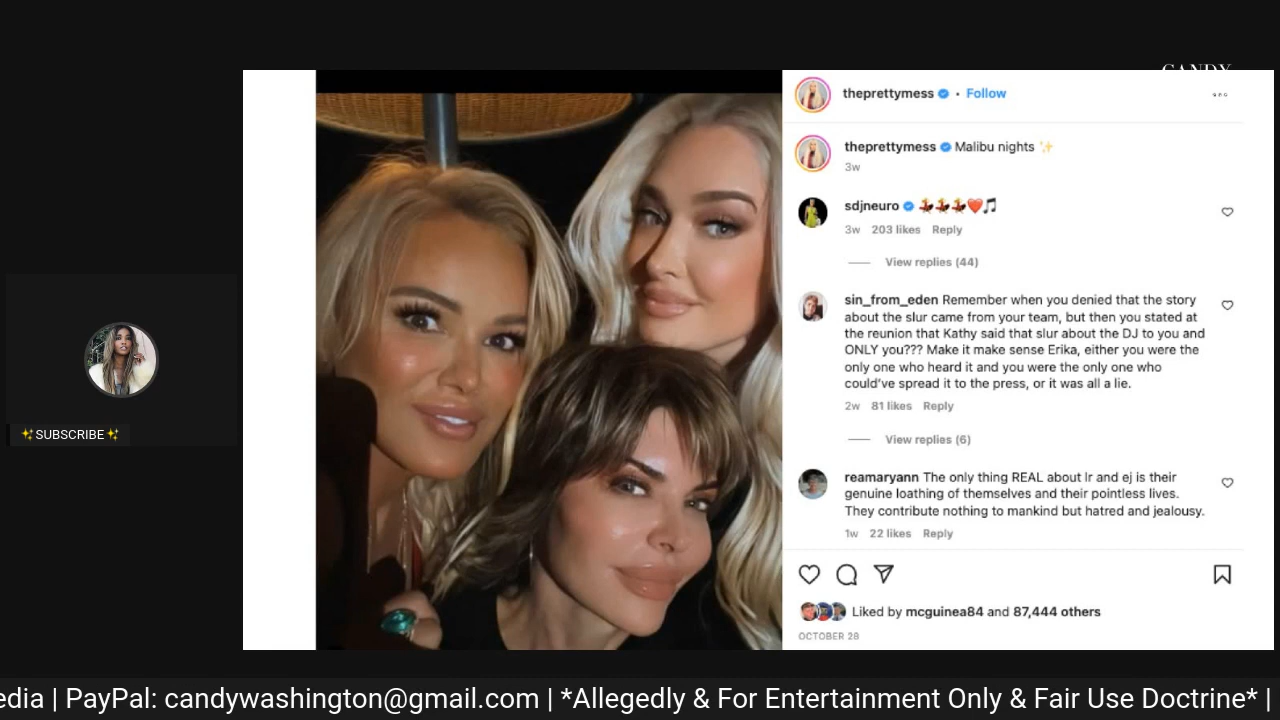 CANDY
theprettymess • Follow
theprettymess Malibu nights ✨
3w
sdjneuro 💃💃💃❤️🎵
3w 203 likes Reply
View replies (44)
sin_from_eden Remember when you denied that the story
about the slur came from your team, but then you stated at
the reunion that Kathy said that slur about the DJ to you and
ONLY you??? Make it make sense Erika, either you were the
only one who heard it and you were the only one who
could've spread it to the press, or it was all a lie.
2w 81 likes Reply
View replies (6)
reamaryann The only thing REAL about lr and ej is their
genuine loathing of themselves and their pointless lives.
They contribute nothing to mankind but hatred and jealousy.
1w 22 likes Reply
Liked by mcguinea84 and 87,444 others
OCTOBER 28
✨SUBSCRIBE✨
edia | PayPal: candywashington@gmail.com | *Allegedly & For Entertainment Only & Fair Use Doctrine* |